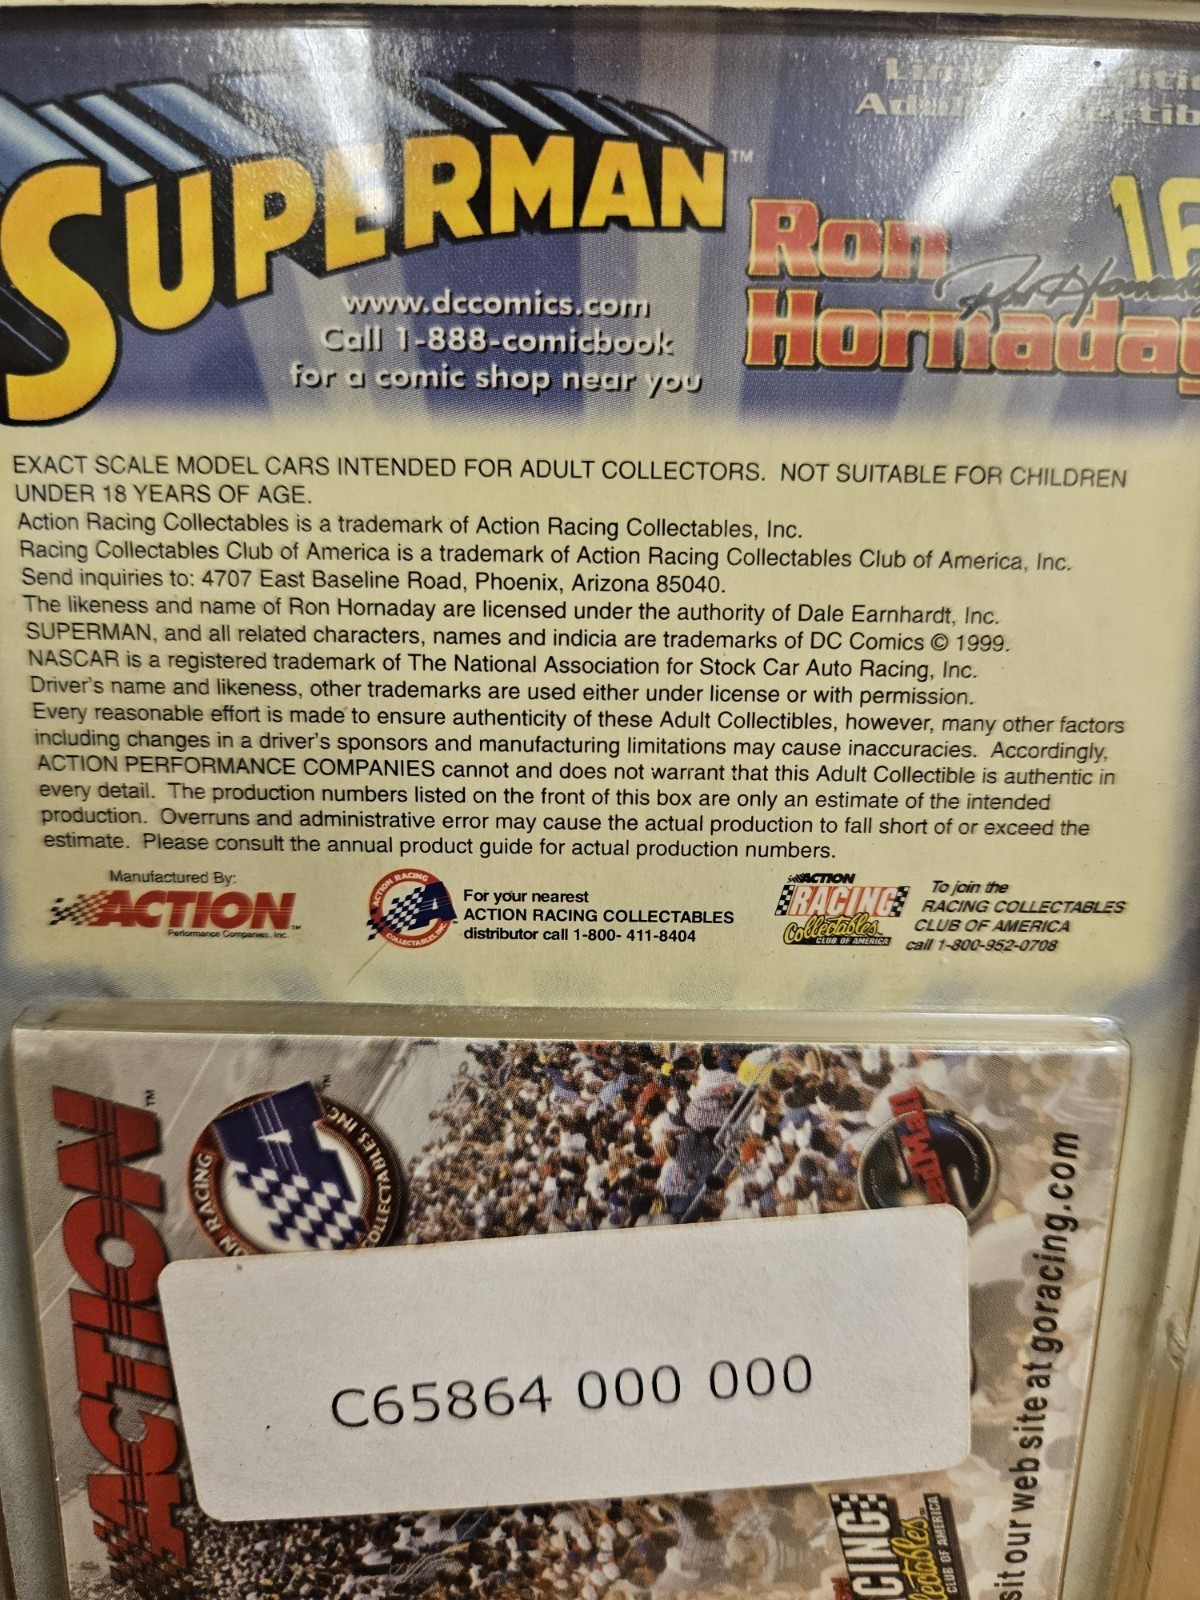 SUPERMAN™
www.dccomics.com
Call 1-888-comicbook
for a comic shop near you
Ron
Hornaday
16
EXACT SCALE MODEL CARS INTENDED FOR ADULT COLLECTORS. NOT SUITABLE FOR CHILDREN
UNDER 18 YEARS OF AGE.
Action Racing Collectables is a trademark of Action Racing Collectables, Inc.
Racing Collectables Club of America is a trademark of Action Racing Collectables Club of America, Inc.
Send inquiries to: 4707 East Baseline Road, Phoenix, Arizona 85040.
The likeness and name of Ron Hornaday are licensed under the authority of Dale Earnhardt, Inc.
SUPERMAN, and all related characters, names and indicia are trademarks of DC Comics © 1999.
NASCAR is a registered trademark of The National Association for Stock Car Auto Racing, Inc.
Driver's name and likeness, other trademarks are used either under license or with permission.
Every reasonable effort is made to ensure authenticity of these Adult Collectibles, however, many other factors
including changes in a driver's sponsors and manufacturing limitations may cause inaccuracies. Accordingly,
ACTION PERFORMANCE COMPANIES cannot and does not warrant that this Adult Collectible is authentic in
every detail. The production numbers listed on the front of this box are only an estimate of the intended
production. Overruns and administrative error may cause the actual production to fall short of or exceed the
estimate. Please consult the annual product guide for actual production numbers.
Manufactured By:
ACTION™
Performance Companies, Inc.
ACTION RACING
COLLECTABLES, INC.
For your nearest
ACTION RACING COLLECTABLES
distributor call 1-800- 411-8404
ACTION
RACING
Collectables
CLUB OF AMERICA
To join the
RACING COLLECTABLES
CLUB OF AMERICA
call 1-800-952-0708
ACTION™
RACING
COLLECTABLES, INC.
C65864 000 000
our web site at goracing.com
CLUB OF AMERICA